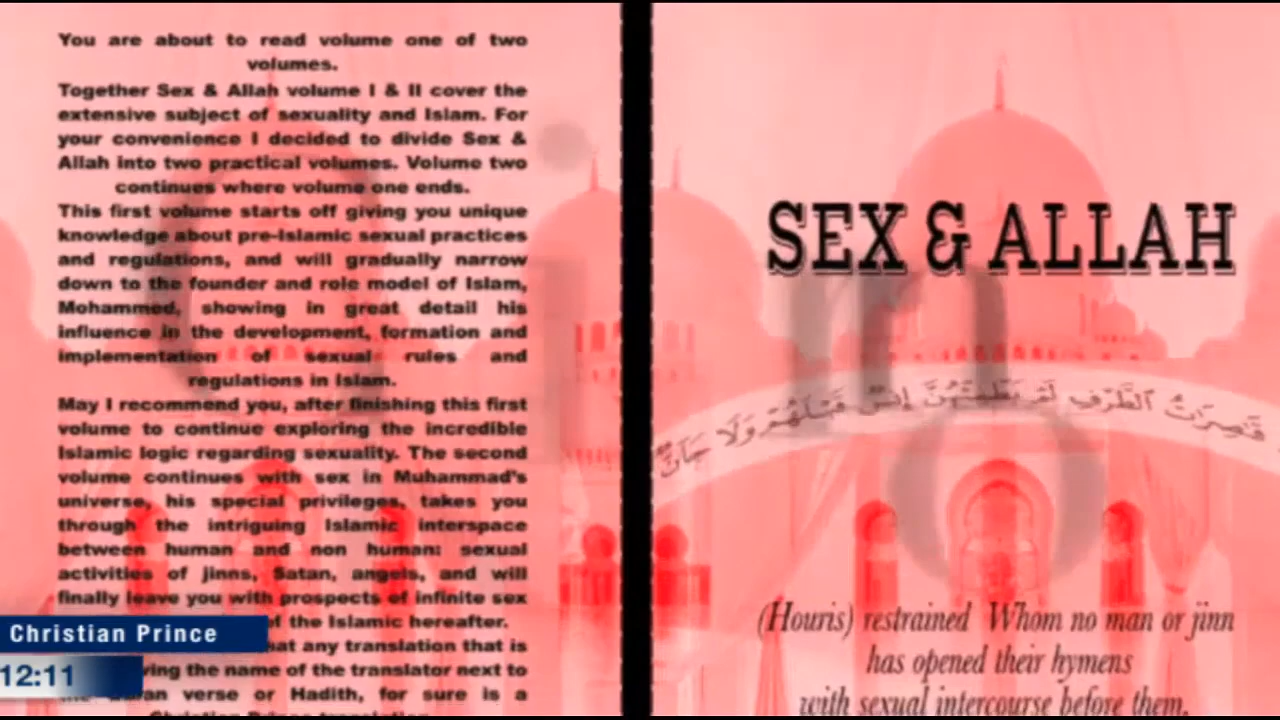 You are about to read volume one of two
volumes.
Together Sex & Allah volume I & II cover the
extensive subject of sexuality and Islam. For
your convenience I decided to divide Sex &
Allah into two practical volumes. Volume two
continues where volume one ends.
This first volume starts off giving you unique
knowledge about pre-Islamic sexual practices
and regulations, and will gradually narrow
down to the founder and role model of Islam,
Mohammed, showing in great detail his
influence in the development, formation and
implementation of sexual rules and
regulations in Islam.
May I recommend you, after finishing this first
volume to continue exploring the incredible
Islamic logic regarding sexuality. The second
volume continues with sex in Muhammad's
universe, his special privileges, takes you
through the intriguing Islamic interspace
between human and non human: sexual
activities of jinns, Satan, angels, and will
finally leave you with prospects of infinite sex
of the Islamic hereafter.
that any translation that is
the name of the translator next to
verse or Hadith, for sure is a
Christian Prince translation
Christian Prince
12:11
SEX & ALLAH
قَٰصِرَٰتُ ٱلطَّرْفِ لَمْ يَطْمِثْهُنَّ إِنسٌ قَبْلَهُمْ وَلَا جَآنٌّ
(Houris) restrained Whom no man or jinn
has opened their hymens
with sexual intercourse before them.